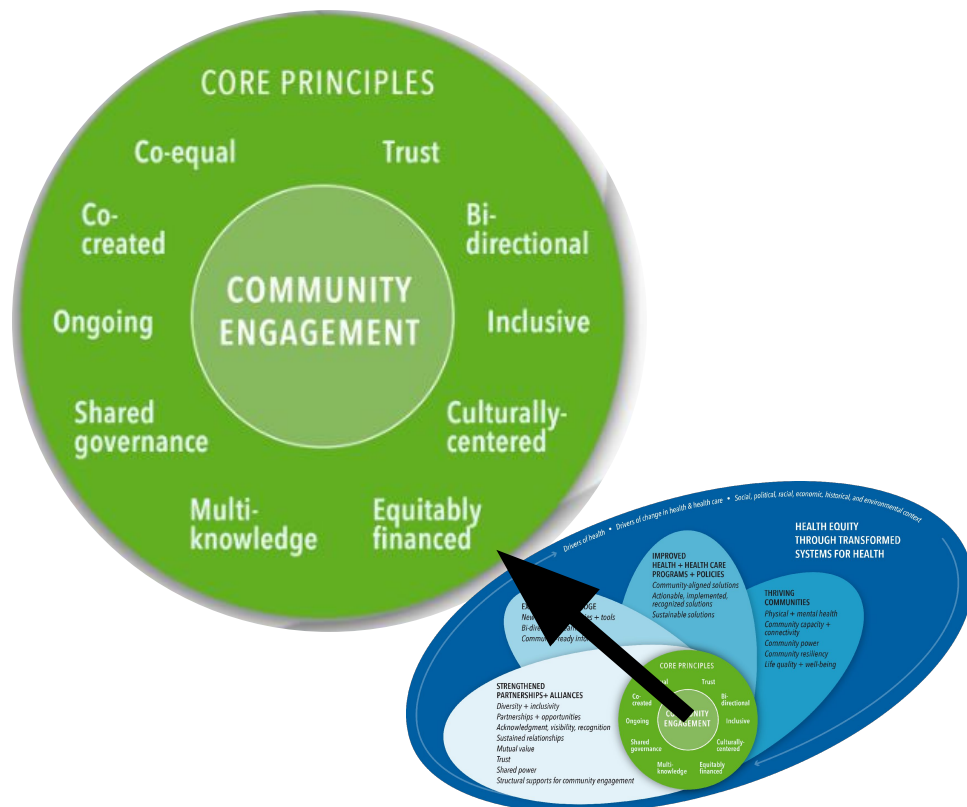 CORE PRINCIPLES
Co-equal
Trust
Co-
created
Bi-
directional
COMMUNITY
ENGAGEMENT
Ongoing
Inclusive
Shared
governance
Culturally-
centered
Multi-
knowledge
Equitably
financed
Drivers of health • Drivers of change in health & health care • Social, political, racial, economic, historical, and environmental context
HEALTH EQUITY
THROUGH TRANSFORMED
SYSTEMS FOR HEALTH
IMPROVED
HEALTH + HEALTH CARE
PROGRAMS + POLICIES
Community-aligned solutions
Actionable, implemented,
recognized solutions
Sustainable solutions
THRIVING
COMMUNITIES
Physical + mental health
Community capacity +
connectivity
Community power
Community resiliency
Life quality + well-being
+ tools
Bi-
STRENGTHENED
PARTNERSHIPS+ ALLIANCES
Diversity + inclusivity
Partnerships + opportunities
Acknowledgment, visibility, recognition
Sustained relationships
Mutual value
Trust
Shared power
Structural supports for community engagement
CORE PRINCIPLES
Trust
Co-
created
Bi-
directional
ENGAGEMENT
Ongoing
Inclusive
Shared
governance
Culturally-
centered
Multi-
knowledge
Equitably
financed